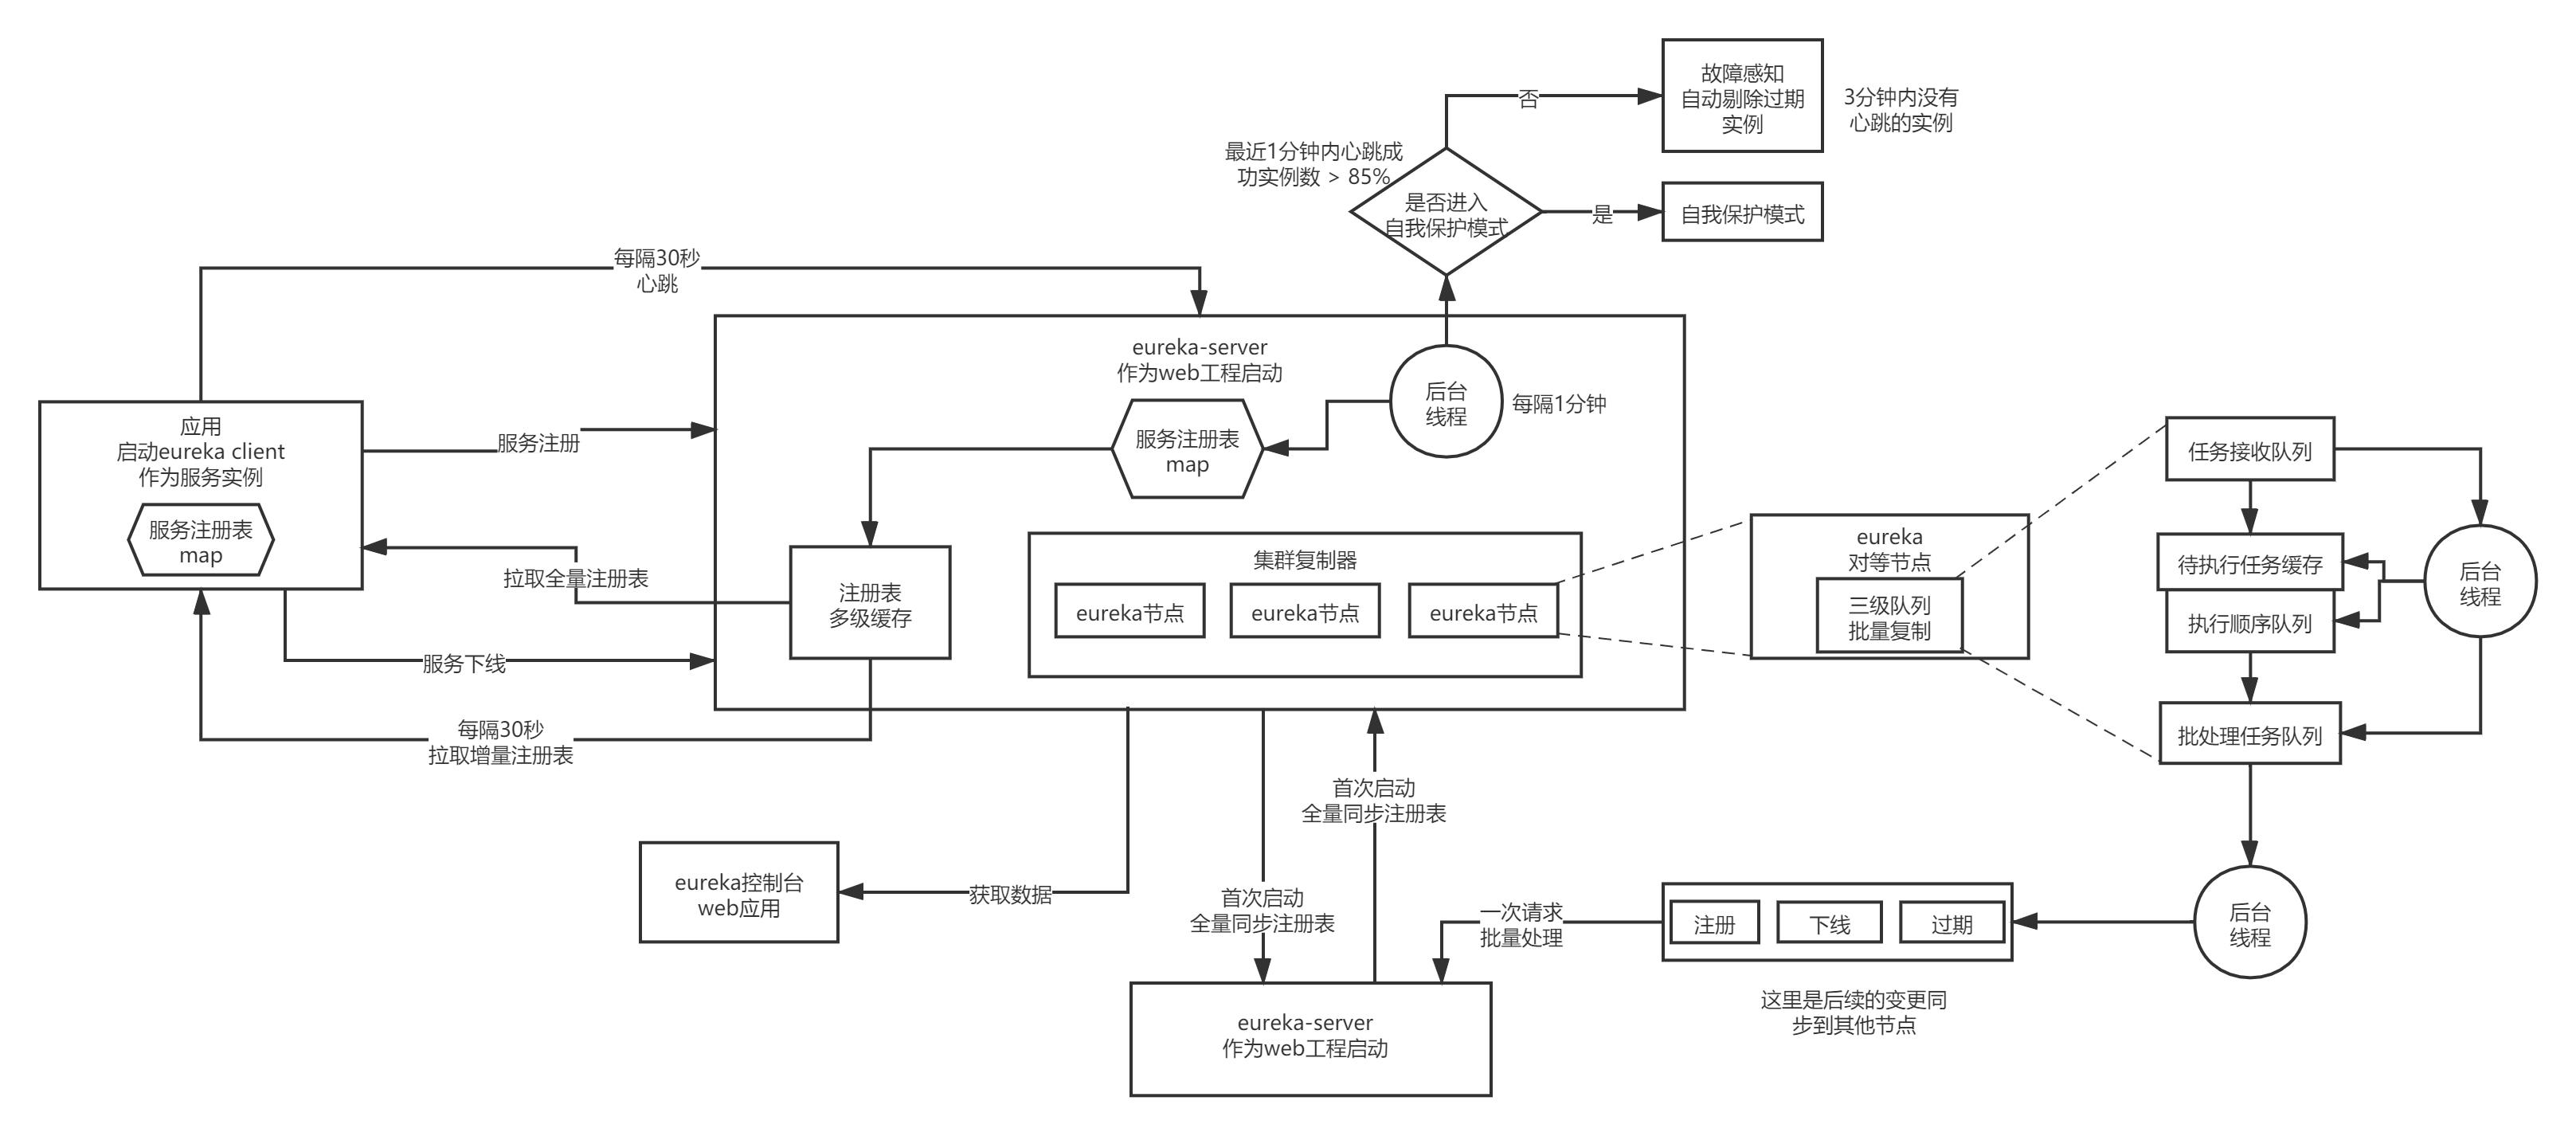 故障感知
自动剔除过期
实例
3分钟内没有
心跳的实例
否
最近1分钟内心跳成
功实例数 > 85%
是否进入
自我保护模式
是
自我保护模式
每隔30秒
心跳
eureka-server
作为web工程启动
后台
线程
每隔1分钟
服务注册表
map
应用
启动eureka client
作为服务实例
服务注册表
map
服务注册
拉取全量注册表
服务下线
每隔30秒
拉取增量注册表
注册表
多级缓存
集群复制器
eureka节点
eureka节点
eureka节点
eureka
对等节点
三级队列
批量复制
任务接收队列
待执行任务缓存
执行顺序队列
批处理任务队列
后台
线程
首次启动
全量同步注册表
首次启动
全量同步注册表
eureka控制台
web应用
获取数据
一次请求
批量处理
注册
下线
过期
后台
线程
这里是后续的变更同
步到其他节点
eureka-server
作为web工程启动